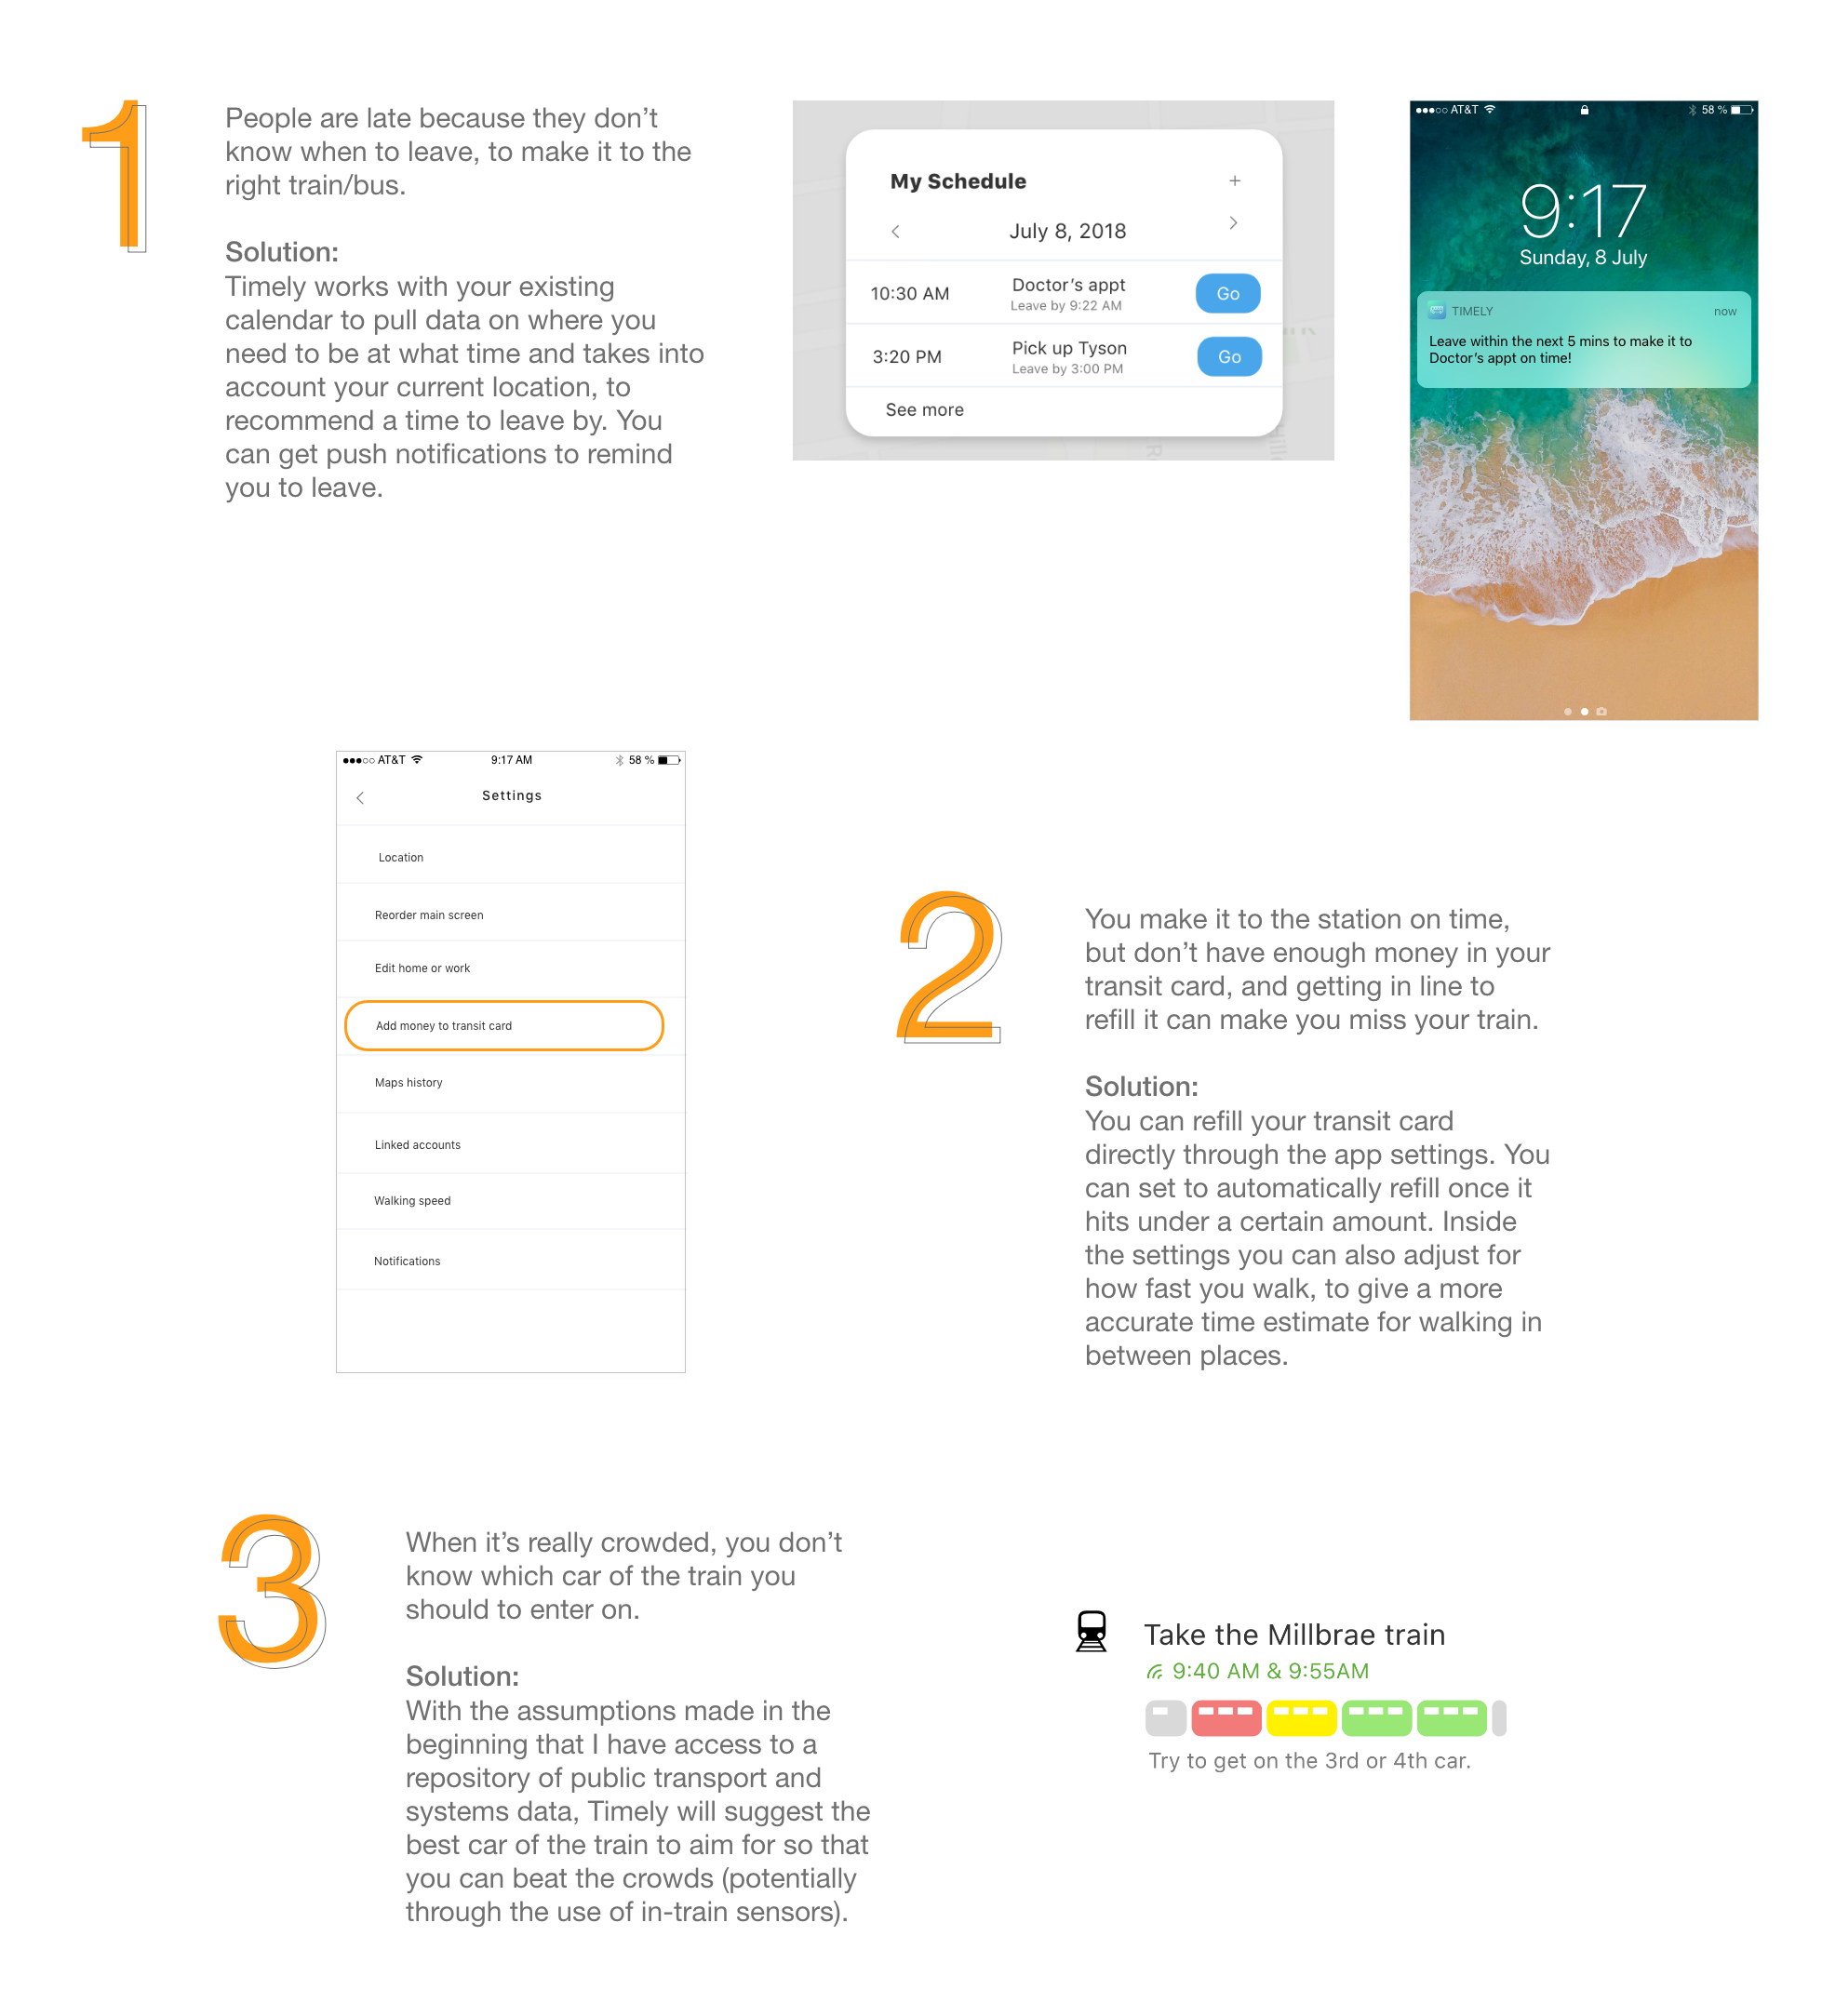 1
People are late because they don’t
know when to leave, to make it to the
right train/bus.
Solution:
Timely works with your existing
calendar to pull data on where you
need to be at what time and takes into
account your current location, to
recommend a time to leave by. You
can get push notifications to remind
you to leave.
My Schedule +
July 8, 2018
10:30 AM Doctor’s appt Go
Leave by 9:22 AM
3:20 PM Pick up Tyson Go
Leave by 3:00 PM
See more
AT&T 58 %
9:17
Sunday, 8 July
TIMELY now
Leave within the next 5 mins to make it to
Doctor’s appt on time!
AT&T 9:17 AM 58 %
Settings
Location
Reorder main screen
Edit home or work
Add money to transit card
Maps history
Linked accounts
Walking speed
Notifications
2
You make it to the station on time,
but don’t have enough money in your
transit card, and getting in line to
refill it can make you miss your train.
Solution:
You can refill your transit card
directly through the app settings. You
can set to automatically refill once it
hits under a certain amount. Inside
the settings you can also adjust for
how fast you walk, to give a more
accurate time estimate for walking in
between places.
3
When it’s really crowded, you don’t
know which car of the train you
should to enter on.
Solution:
With the assumptions made in the
beginning that I have access to a
repository of public transport and
systems data, Timely will suggest the
best car of the train to aim for so that
you can beat the crowds (potentially
through the use of in-train sensors).
Take the Millbrae train
9:40 AM & 9:55AM
Try to get on the 3rd or 4th car.